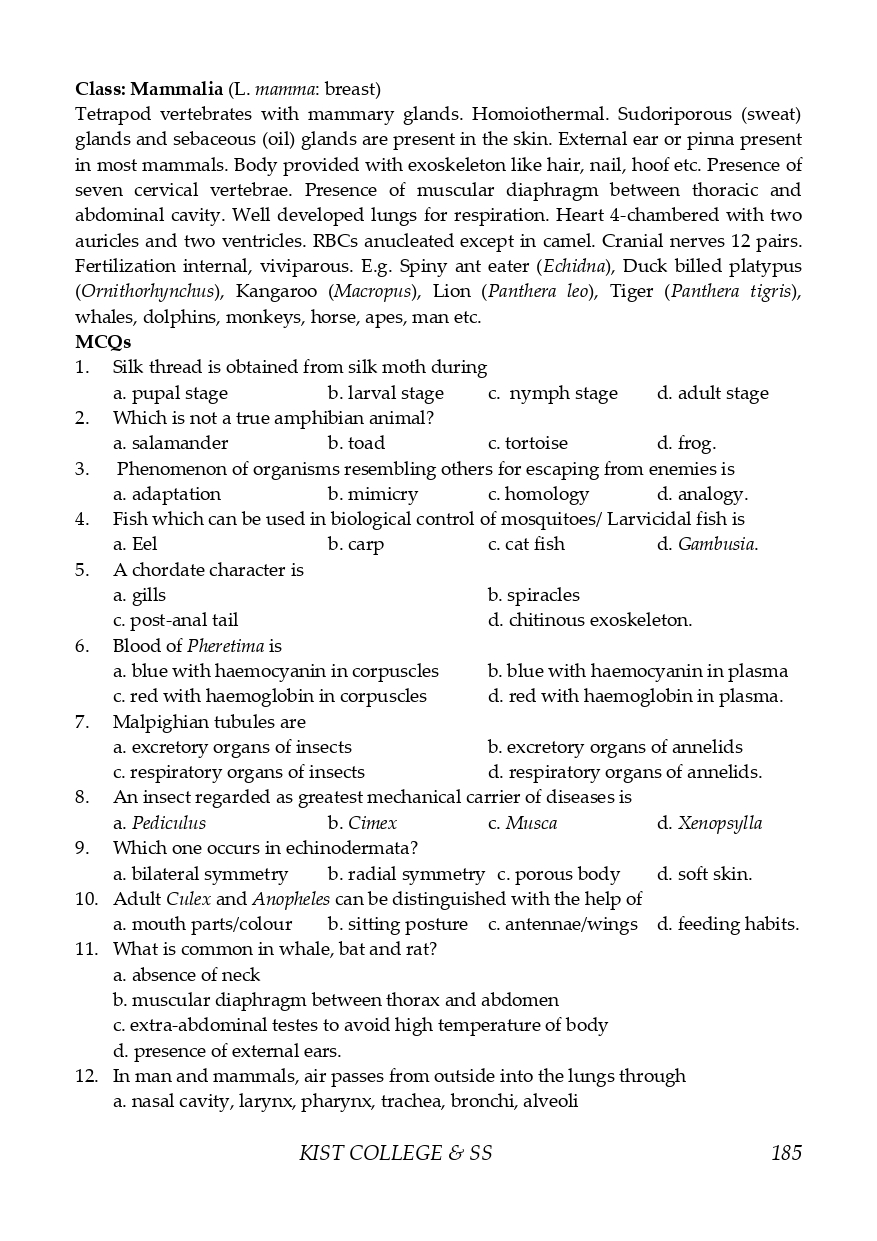 Class: Mammalia (L. mamma: breast)
Tetrapod vertebrates with mammary glands. Homoiothermal. Sudoriporous (sweat)
glands and sebaceous (oil) glands are present in the skin. External ear or pinna present
in most mammals. Body provided with exoskeleton like hair, nail, hoof etc. Presence of
seven cervical vertebrae. Presence of muscular diaphragm between thoracic and
abdominal cavity. Well developed lungs for respiration. Heart 4-chambered with two
auricles and two ventricles. RBCs anucleated except in camel. Cranial nerves 12 pairs.
Fertilization internal, viviparous. E.g. Spiny ant eater (Echidna), Duck billed platypus
(Ornithorhynchus), Kangaroo (Macropus), Lion (Panthera leo), Tiger (Panthera tigris),
whales, dolphins, monkeys, horse, apes, man etc.
MCQs
1. Silk thread is obtained from silk moth during
a. pupal stage b. larval stage c. nymph stage d. adult stage
2. Which is not a true amphibian animal?
a. salamander b. toad c. tortoise d. frog.
3. Phenomenon of organisms resembling others for escaping from enemies is
a. adaptation b. mimicry c. homology d. analogy.
4. Fish which can be used in biological control of mosquitoes/ Larvicidal fish is
a. Eel b. carp c. cat fish d. Gambusia.
5. A chordate character is
a. gills b. spiracles
c. post-anal tail d. chitinous exoskeleton.
6. Blood of Pheretima is
a. blue with haemocyanin in corpuscles b. blue with haemocyanin in plasma
c. red with haemoglobin in corpuscles d. red with haemoglobin in plasma.
7. Malpighian tubules are
a. excretory organs of insects b. excretory organs of annelids
c. respiratory organs of insects d. respiratory organs of annelids.
8. An insect regarded as greatest mechanical carrier of diseases is
a. Pediculus b. Cimex c. Musca d. Xenopsylla
9. Which one occurs in echinodermata?
a. bilateral symmetry b. radial symmetry c. porous body d. soft skin.
10. Adult Culex and Anopheles can be distinguished with the help of
a. mouth parts/colour b. sitting posture c. antennae/wings d. feeding habits.
11. What is common in whale, bat and rat?
a. absence of neck
b. muscular diaphragm between thorax and abdomen
c. extra-abdominal testes to avoid high temperature of body
d. presence of external ears.
12. In man and mammals, air passes from outside into the lungs through
a. nasal cavity, larynx, pharynx, trachea, bronchi, alveoli
KIST COLLEGE & SS 185